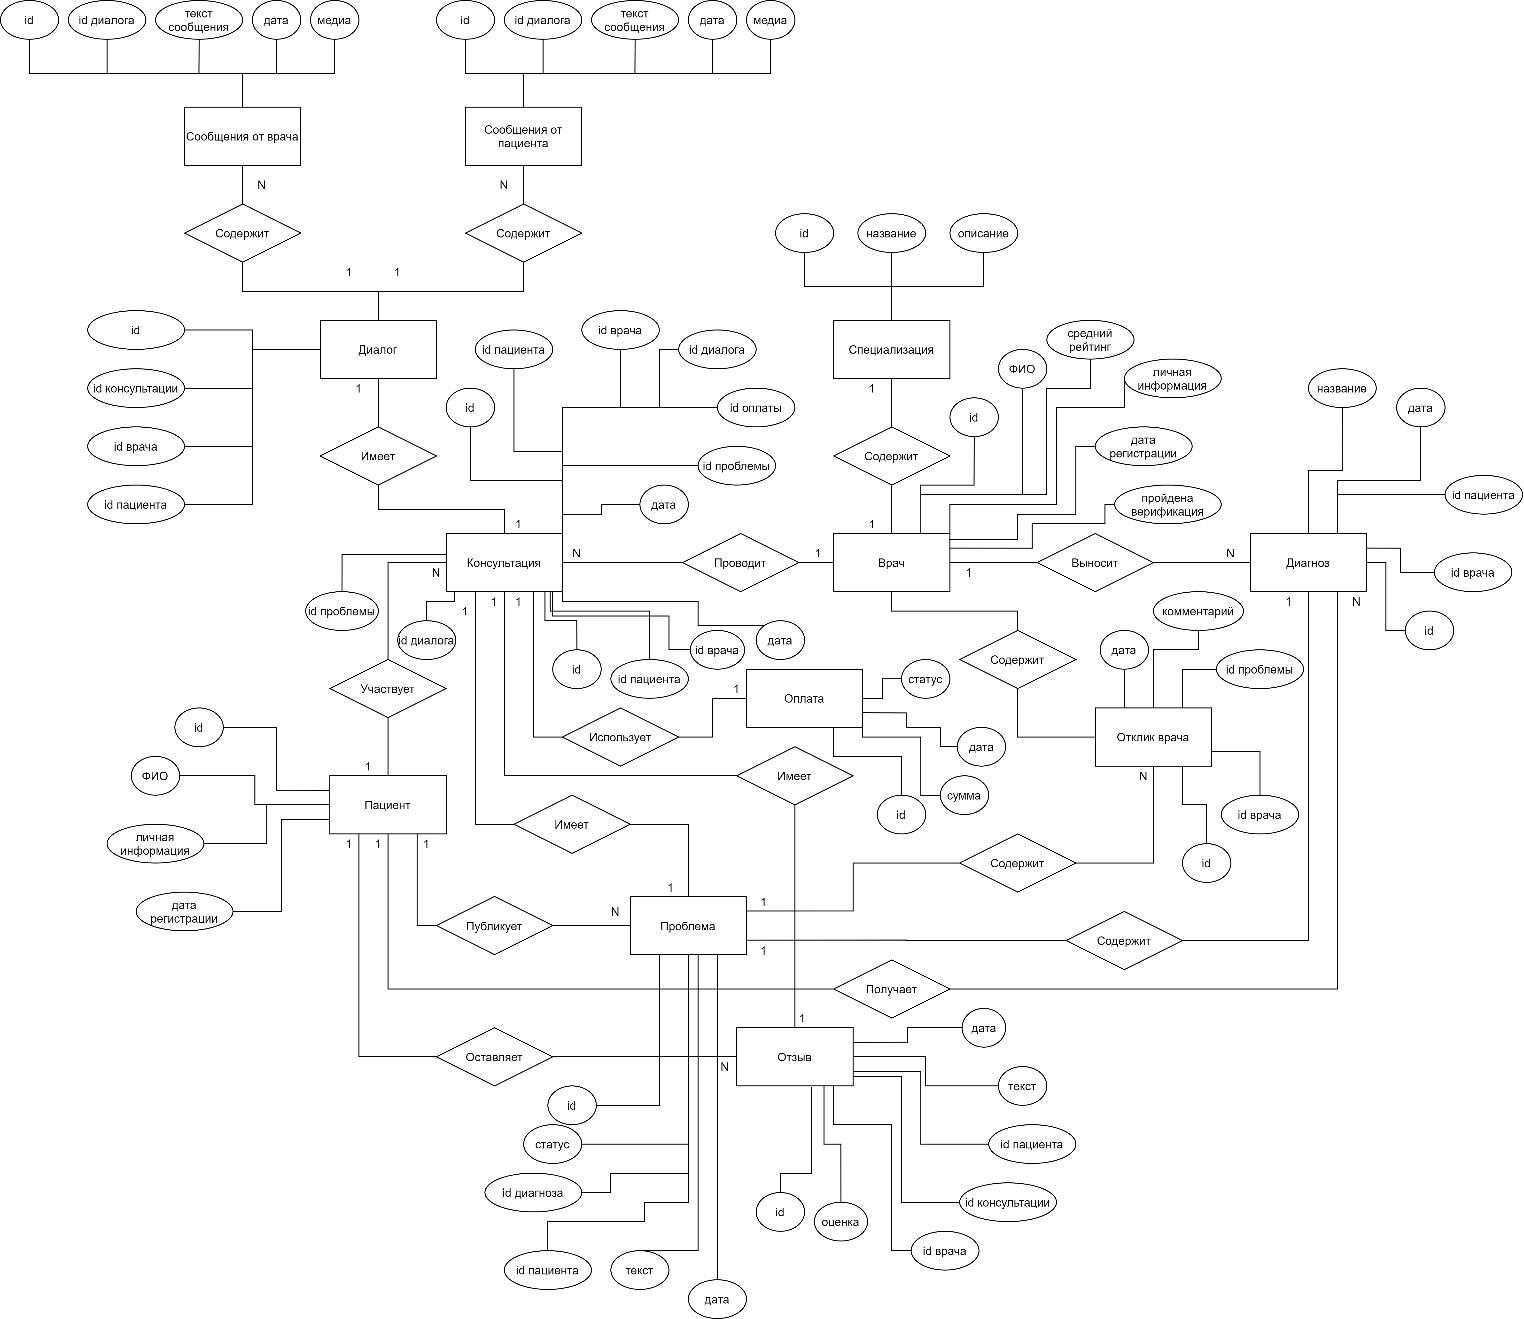 id
id диалога
текст
сообщения
дата
медиа
id
id диалога
текст
сообщения
дата
медиа
Сообщения от врача
Сообщения от
пациента
N
N
Содержит
Содержит
id
название
описание
1
1
id
Диалог
id пациента
id врача
id диалога
Специализация
средний
рейтинг
ФИО
личная
информация
id консультации
1
id
id оплаты
1
id
название
дата
id врача
Имеет
id проблемы
Содержит
дата
регистрации
id пациента
id пациента
дата
пройдена
верификация
1
1
Консультация
N
Проводит
1
Врач
1
Выносит
N
Диагноз
N
id врача
id проблемы
1
1
1
1
N
id диалога
id
id пациента
id врача
дата
комментарий
id
дата
Содержит
id проблемы
Участвует
1
Оплата
статус
id
Использует
Отклик врача
дата
ФИО
1
Пациент
Имеет
N
сумма
id
id врача
личная
информация
1
1
1
Имеет
Содержит
id
дата
регистрации
1
N
1
Публикует
Проблема
Содержит
1
Получает
1
Оставляет
Отзыв
дата
N
текст
id
статус
id пациента
id диагноза
id
оценка
id консультации
id врача
id пациента
текст
дата